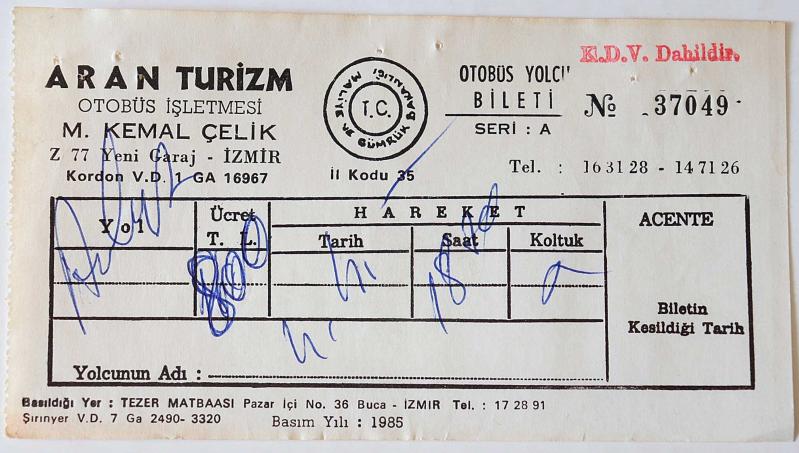 K.D.V. Dahildir.
ARAN TURİZM
OTOBÜS İŞLETMESİ
M. KEMAL ÇELİK
Z 77 Yeni Garaj - İZMİR
Kordon V.D. 1 GA 16967
MALİYE VE GÜMRÜK BAKANLIĞI
T.C.
İl Kodu 35
OTOBÜS YOLCU
BİLETİ
SERİ : A
№ 37049
Tel. : 16 31 28 - 14 71 26
Yol
Ücret
T. L.
HAREKET
Tarih
Saat
Koltuk
800
18
ACENTE
Biletin
Kesildiği Tarih
Yolcunun Adı :
Basıldığı Yer : TEZER MATBAASI Pazar İçi No. 36 Buca - İZMİR Tel. : 17 28 91
Şirinyer V.D. 7 Ga 2490-3320
Basım Yılı : 1985